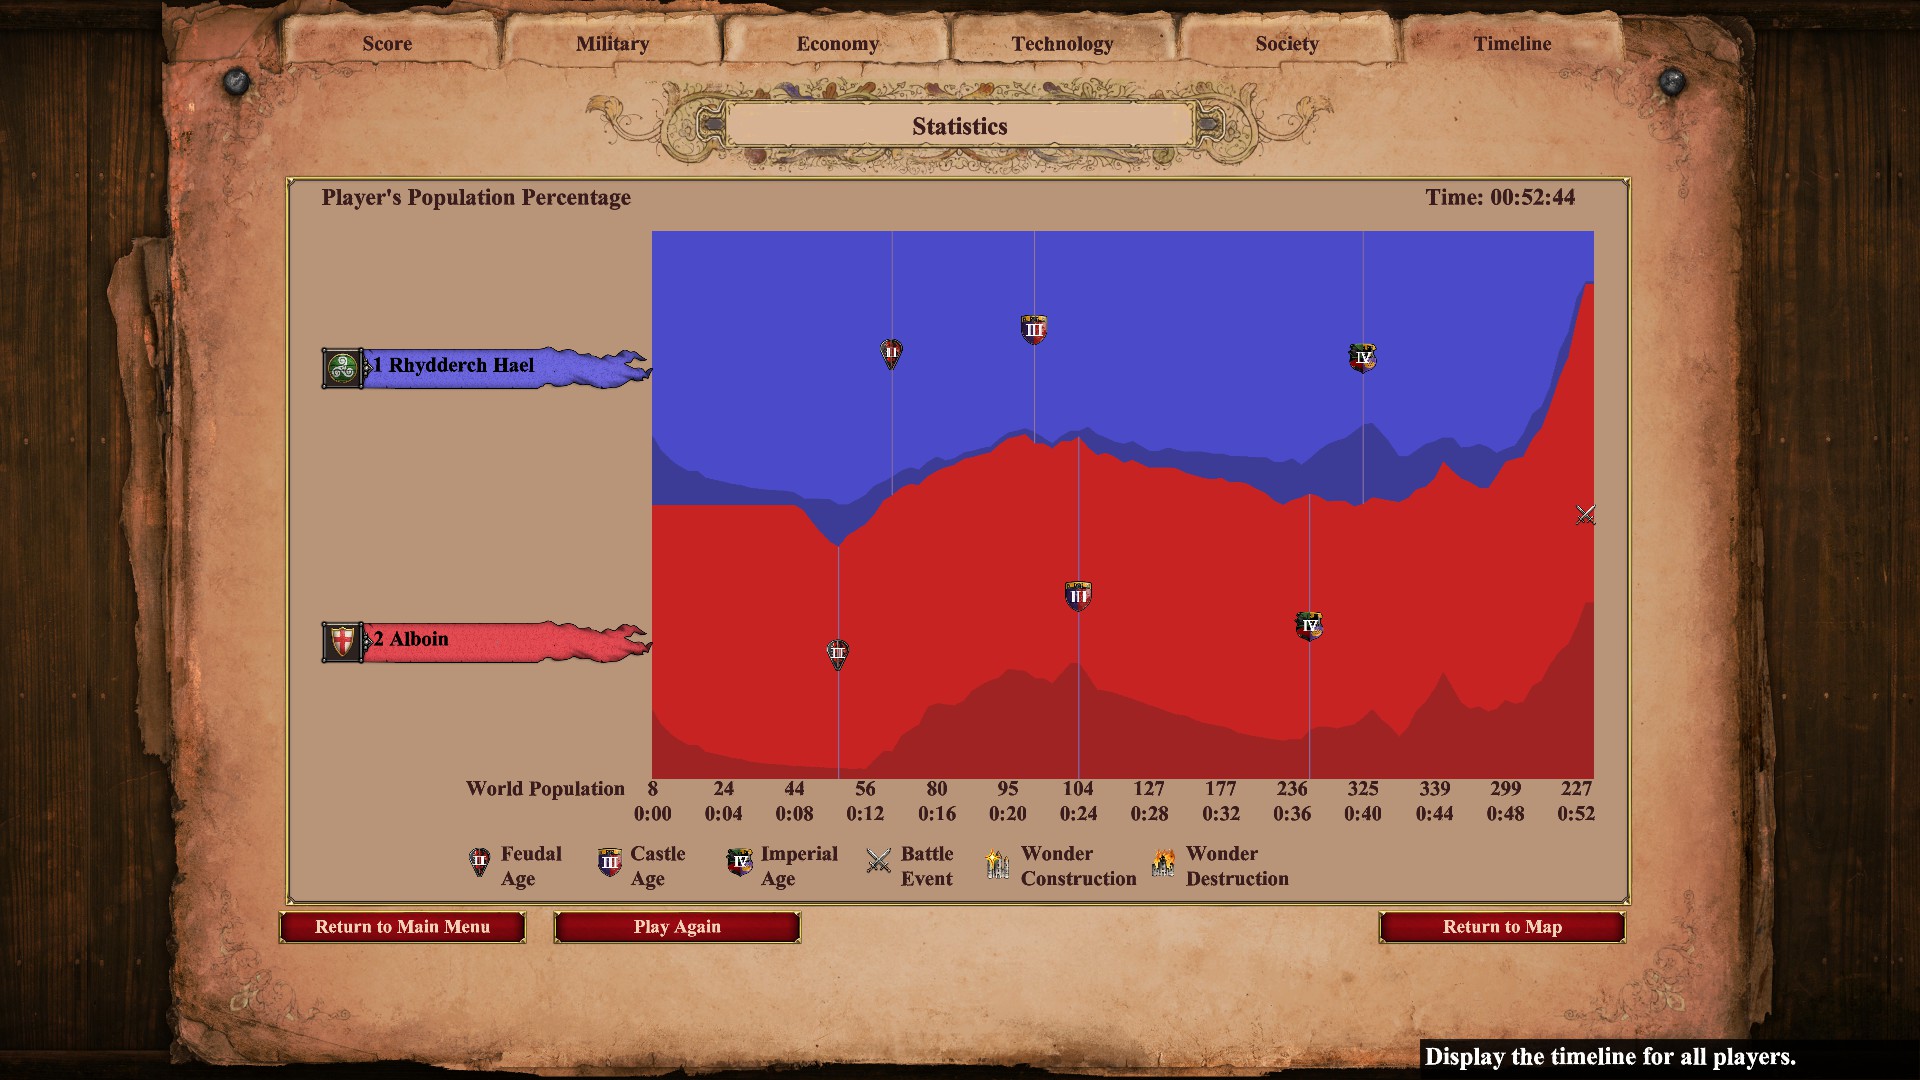 Score Military Economy Technology Society Timeline
Statistics
Player's Population Percentage Time: 00:52:44
1 Rhydderch Hael
2 Alboin
World Population 8 24 44 56 80 95 104 127 177 236 325 339 299 227
0:00 0:04 0:08 0:12 0:16 0:20 0:24 0:28 0:32 0:36 0:40 0:44 0:48 0:52
Feudal Age
Castle Age
Imperial Age
Battle Event
Wonder Construction
Wonder Destruction
Return to Main Menu Play Again Return to Map
Display the timeline for all players.